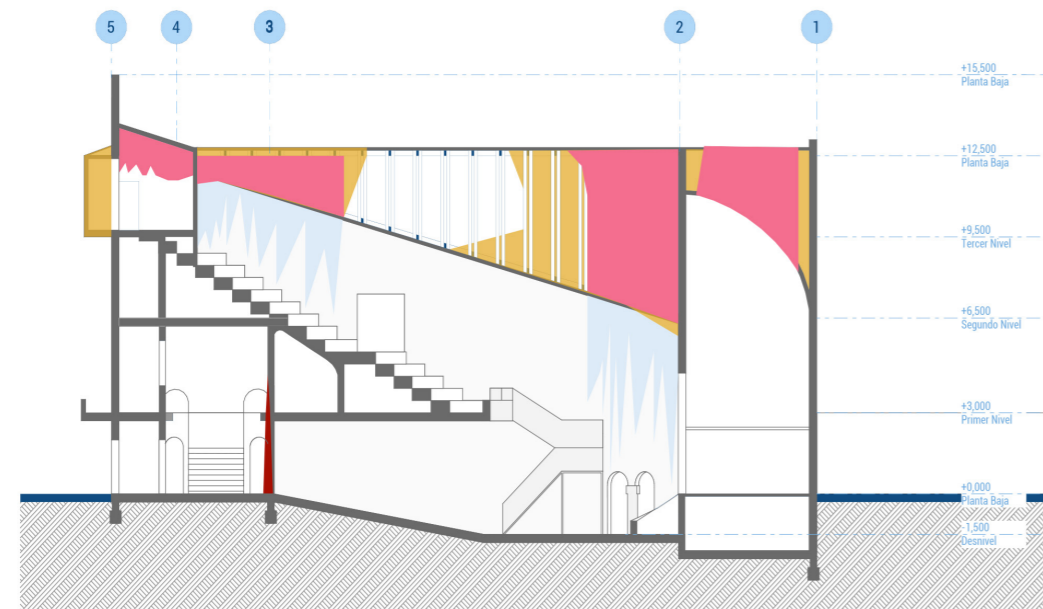 5 4 3 2 1
+15,500
Planta Baja
+12,500
Planta Baja
+9,500
Tercer Nivel
+6,500
Segundo Nivel
+3,000
Primer Nivel
+0,000
Planta Baja
-1,500
Desnivel